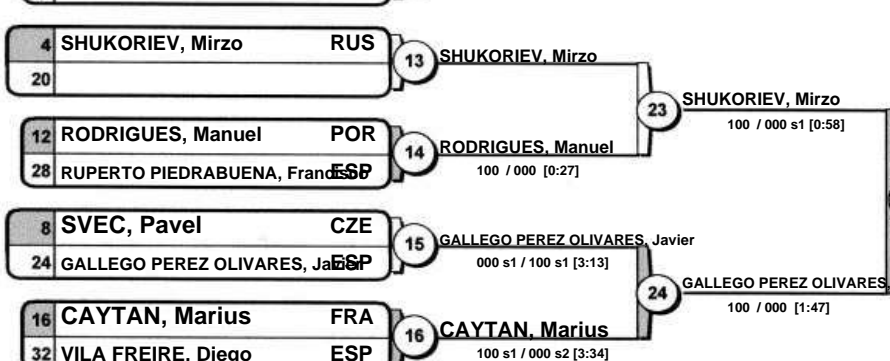 4 SHUKORIEV, Mirzo RUS
20
13
SHUKORIEV, Mirzo
12 RODRIGUES, Manuel POR
28 RUPERTO PIEDRABUENA, Francisco ESP
14
RODRIGUES, Manuel
100 / 000 [0:27]
23
SHUKORIEV, Mirzo
100 / 000 s1 [0:58]
8 SVEC, Pavel CZE
24 GALLEGO PEREZ OLIVARES, Javier ESP
15
GALLEGO PEREZ OLIVARES, Javier
000 s1 / 100 s1 [3:13]
16 CAYTAN, Marius FRA
32 VILA FREIRE, Diego ESP
16
CAYTAN, Marius
100 s1 / 000 s2 [3:34]
24
GALLEGO PEREZ OLIVARES,
100 / 000 [1:47]